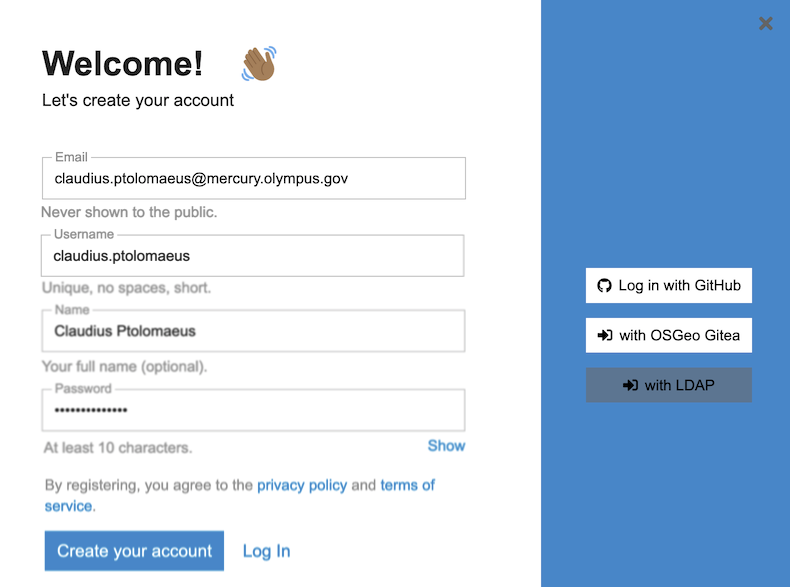 Welcome!
Let's create your account
Email
claudius.ptolomaeus@mercury.olympus.gov
Never shown to the public.
Username
claudius.ptolomaeus
Unique, no spaces, short.
Name
Claudius Ptolomaeus
Your full name (optional).
Password
••••••••••••••
At least 10 characters.
Show
By registering, you agree to the privacy policy and terms of
service.
Create your account
Log In
Log in with GitHub
with OSGeo Gitea
with LDAP